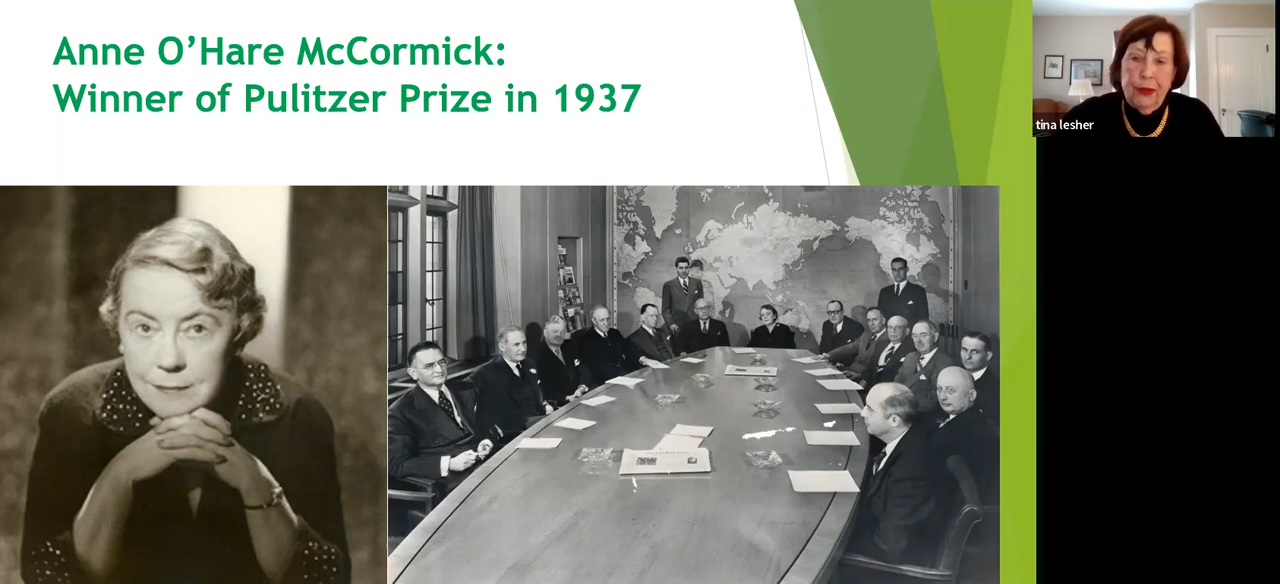 Anne O’Hare McCormick:
Winner of Pulitzer Prize in 1937
tina lesher